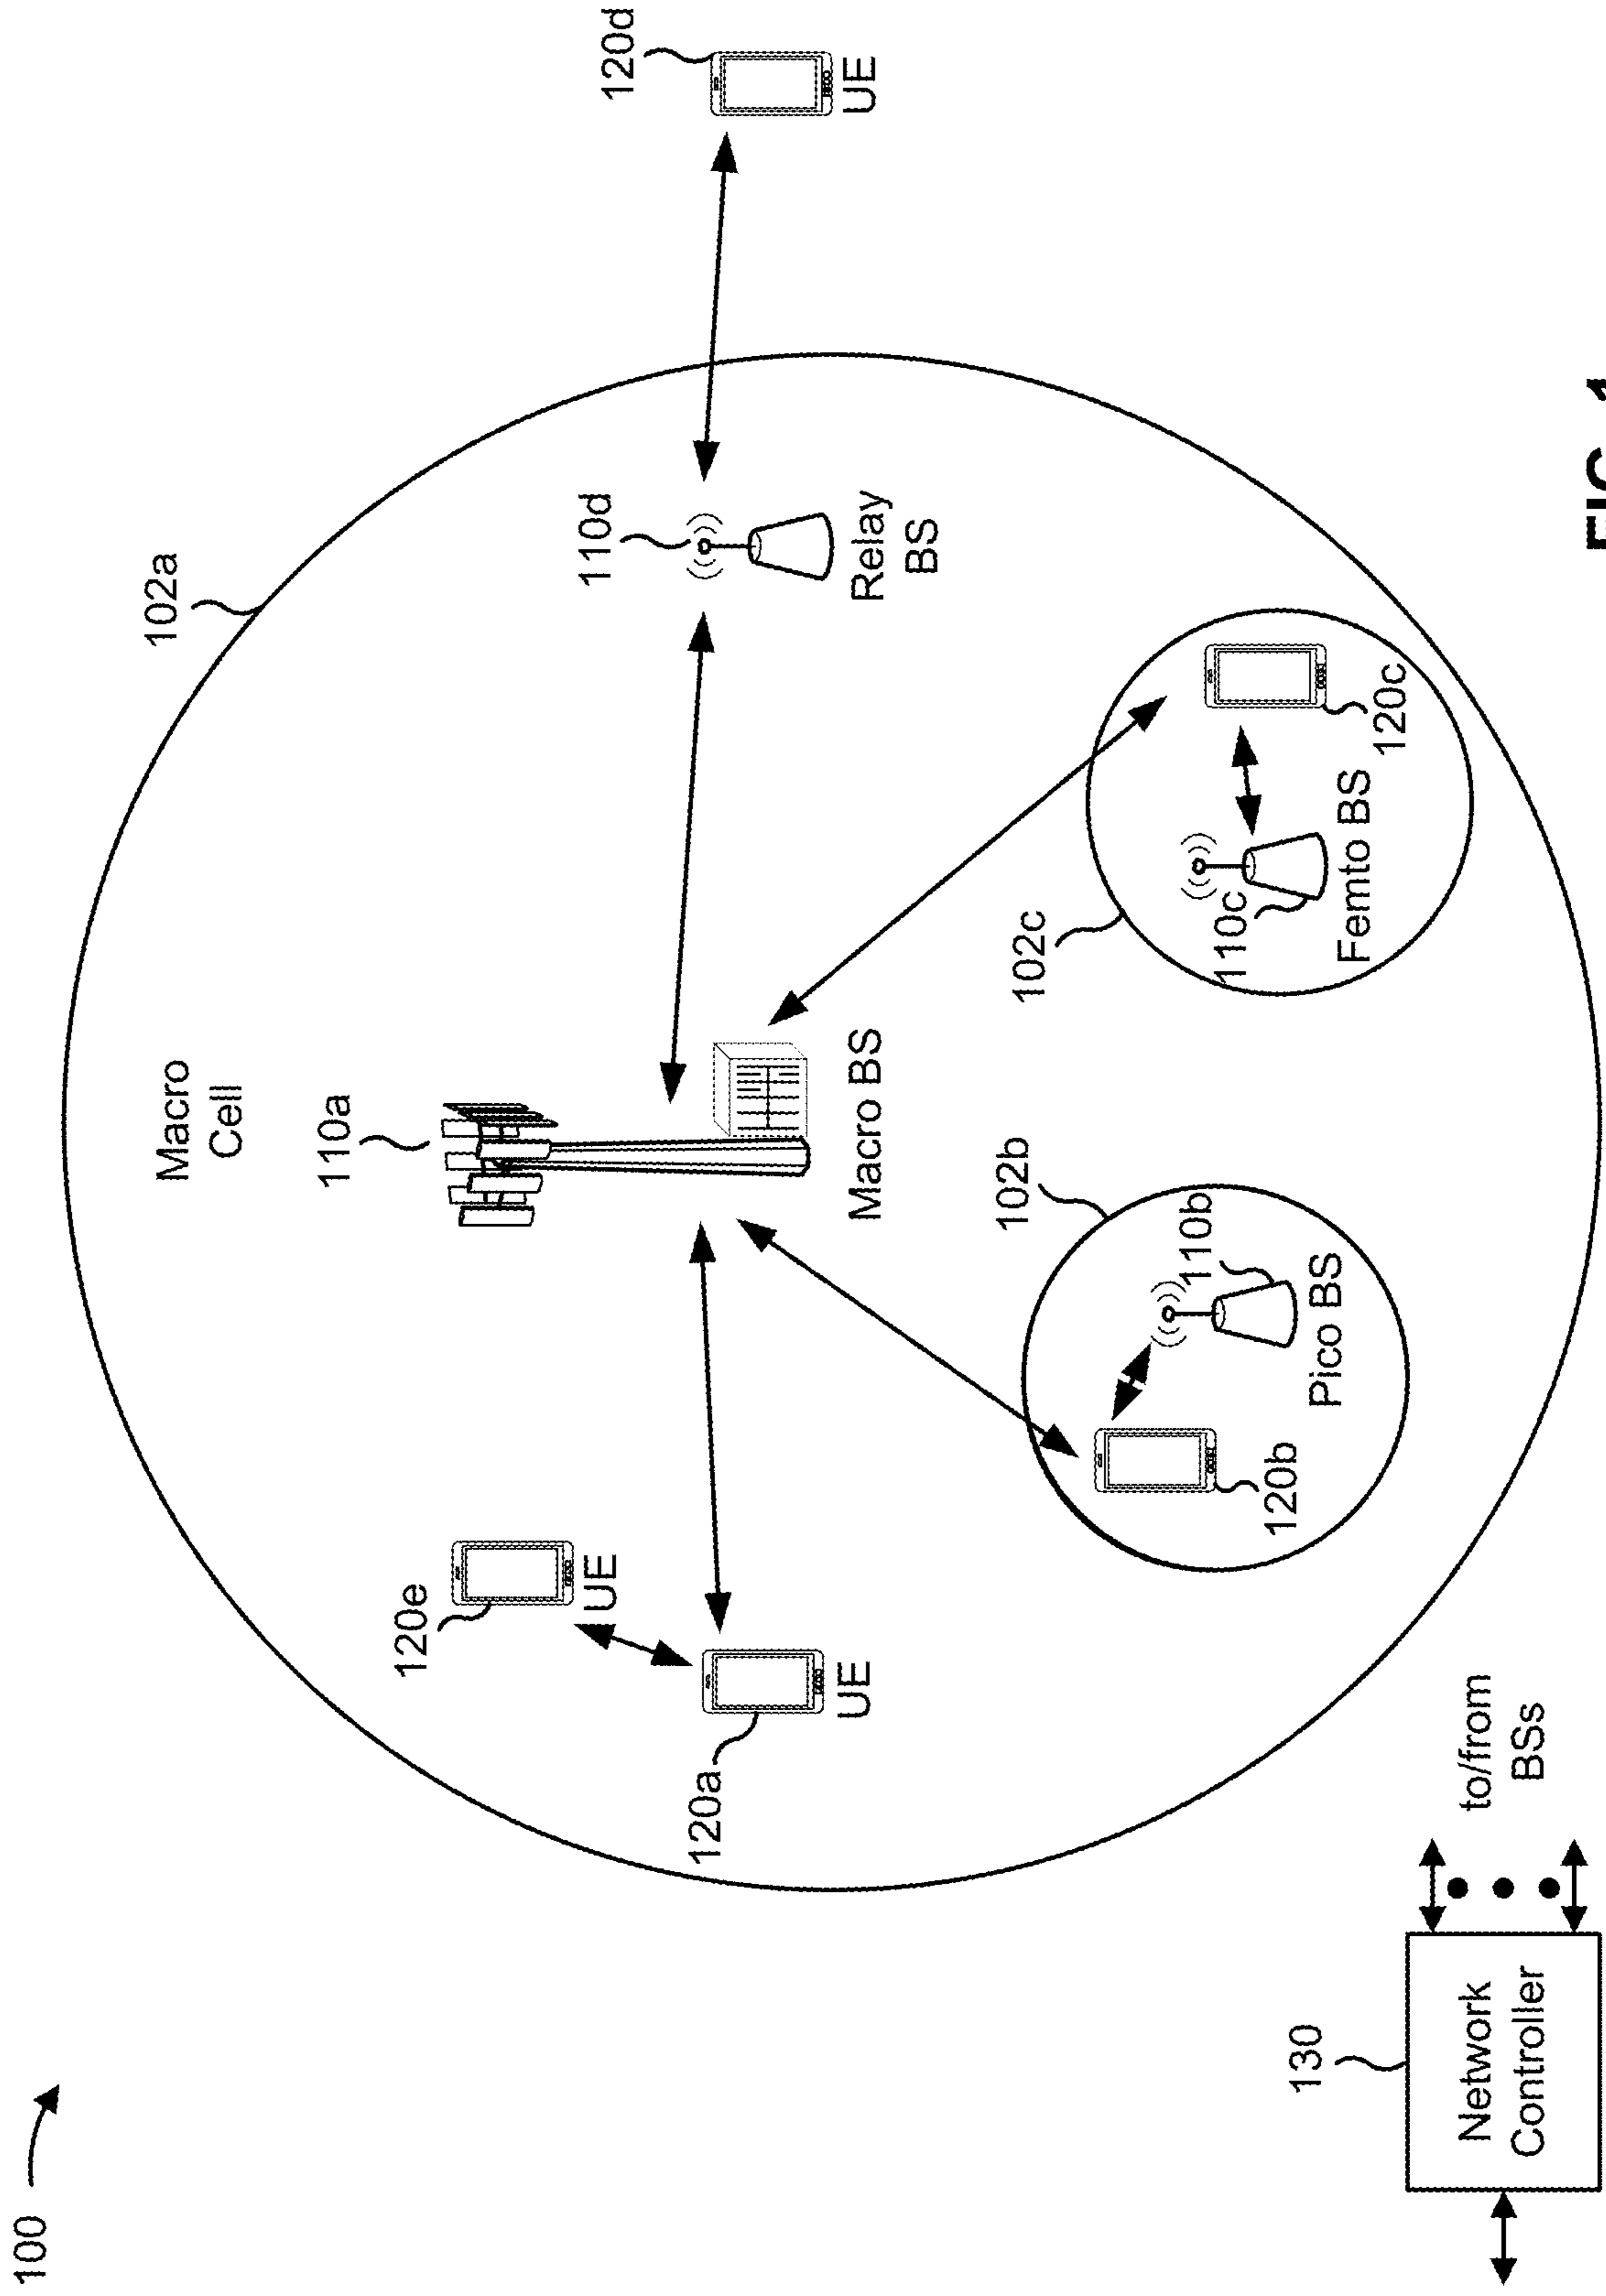 100
102a
Macro
Cell
110a
120d
UE
110d
Relay
BS
120e
UE
120a
UE
Macro BS
102b
110b
Pico BS
120b
102c
110c
Femto BS
120c
130
Network
Controller
to/from
BSs